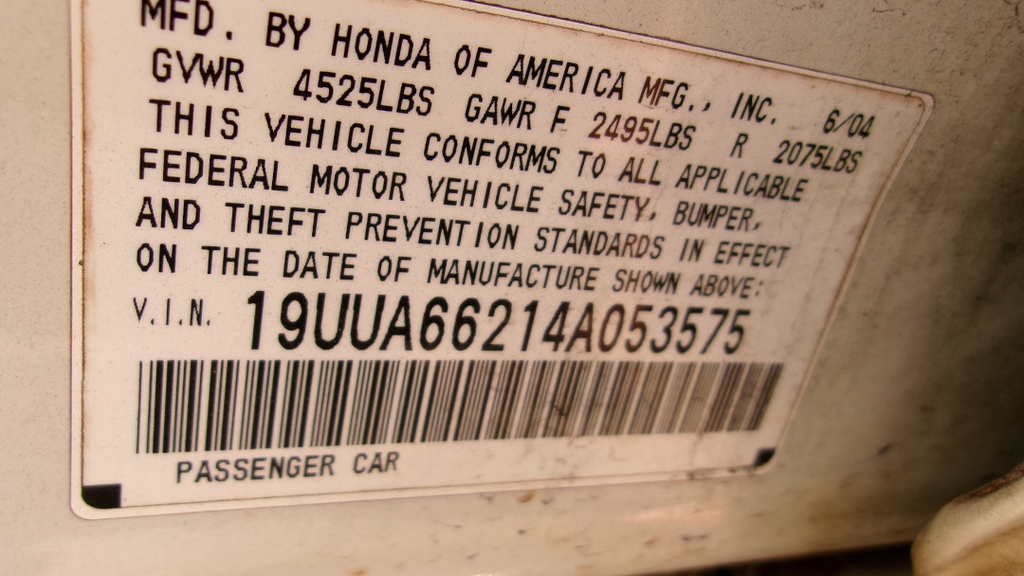 MFD. BY HONDA OF AMERICA MFG., INC. 6/04
GVWR 4525LBS GAWR F 2495LBS R 2075LBS
THIS VEHICLE CONFORMS TO ALL APPLICABLE
FEDERAL MOTOR VEHICLE SAFETY, BUMPER,
AND THEFT PREVENTION STANDARDS IN EFFECT
ON THE DATE OF MANUFACTURE SHOWN ABOVE:
V.I.N. 19UUA66214A053575
PASSENGER CAR